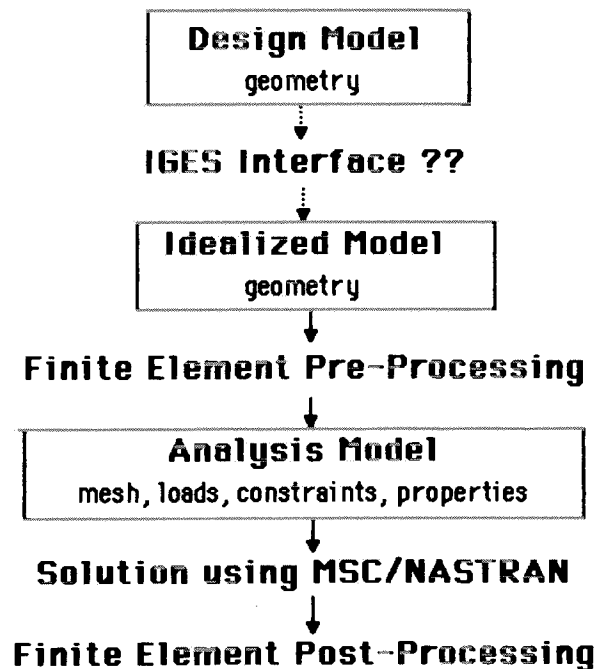 Design Model
geometry
IGES Interface ??
Idealized Model
geometry
Finite Element Pre-Processing
Analysis Model
mesh, loads, constraints, properties
Solution using MSC/NASTRAN
Finite Element Post-Processing